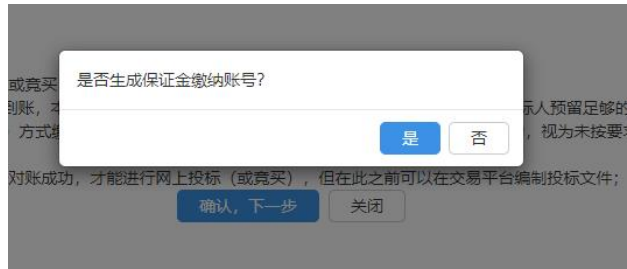 是否生成保证金缴纳账号?
或竞买
到账，本
示人预留足够的
方式
，视为未按要求
是 否
对账成功，才能进行网上投标（或竞买），但在此之前可以在交易平台编制投标文件；
确认，下一步 关闭